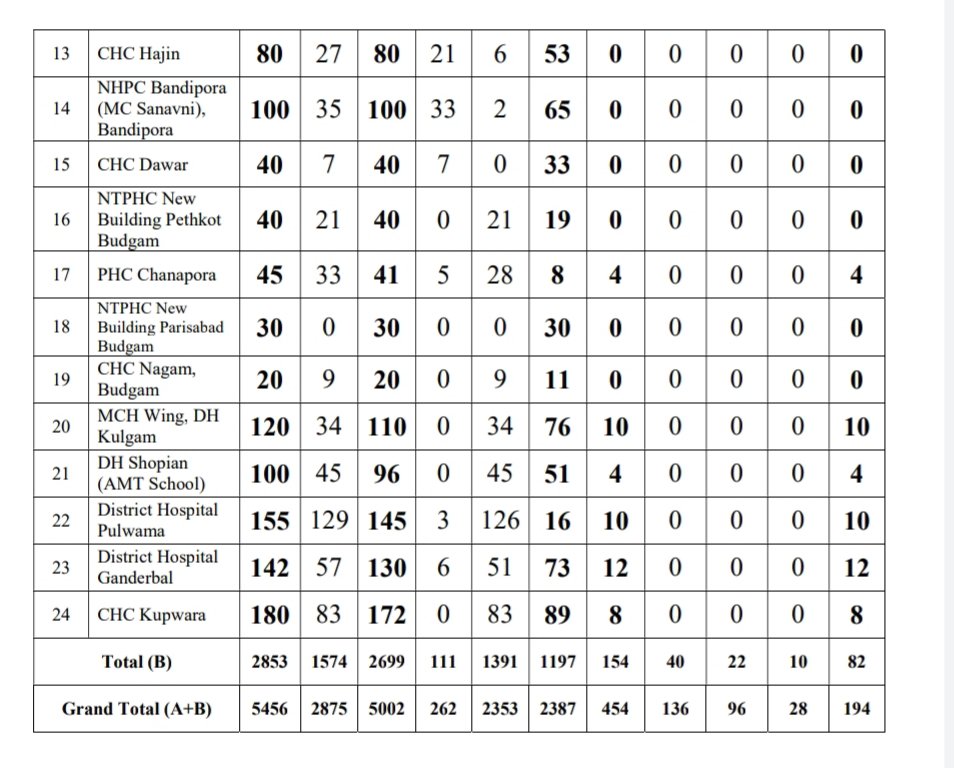 13 CHC Hajin 80 27 80 21 6 53 0 0 0 0 0
14 NHPC Bandipora (MC Sanavni), Bandipora 100 35 100 33 2 65 0 0 0 0 0
15 CHC Dawar 40 7 40 7 0 33 0 0 0 0 0
16 NTPHC New Building Pethkot Budgam 40 21 40 0 21 19 0 0 0 0 0
17 PHC Chanapora 45 33 41 5 28 8 4 0 0 0 4
18 NTPHC New Building Parisabad Budgam 30 0 30 0 0 30 0 0 0 0 0
19 CHC Nagam, Budgam 20 9 20 0 9 11 0 0 0 0 0
20 MCH Wing, DH Kulgam 120 34 110 0 34 76 10 0 0 0 10
21 DH Shopian (AMT School) 100 45 96 0 45 51 4 0 0 0 4
22 District Hospital Pulwama 155 129 145 3 126 16 10 0 0 0 10
23 District Hospital Ganderbal 142 57 130 6 51 73 12 0 0 0 12
24 CHC Kupwara 180 83 172 0 83 89 8 0 0 0 8
Total (B) 2853 1574 2699 111 1391 1197 154 40 22 10 82
Grand Total (A+B) 5456 2875 5002 262 2353 2387 454 136 96 28 194